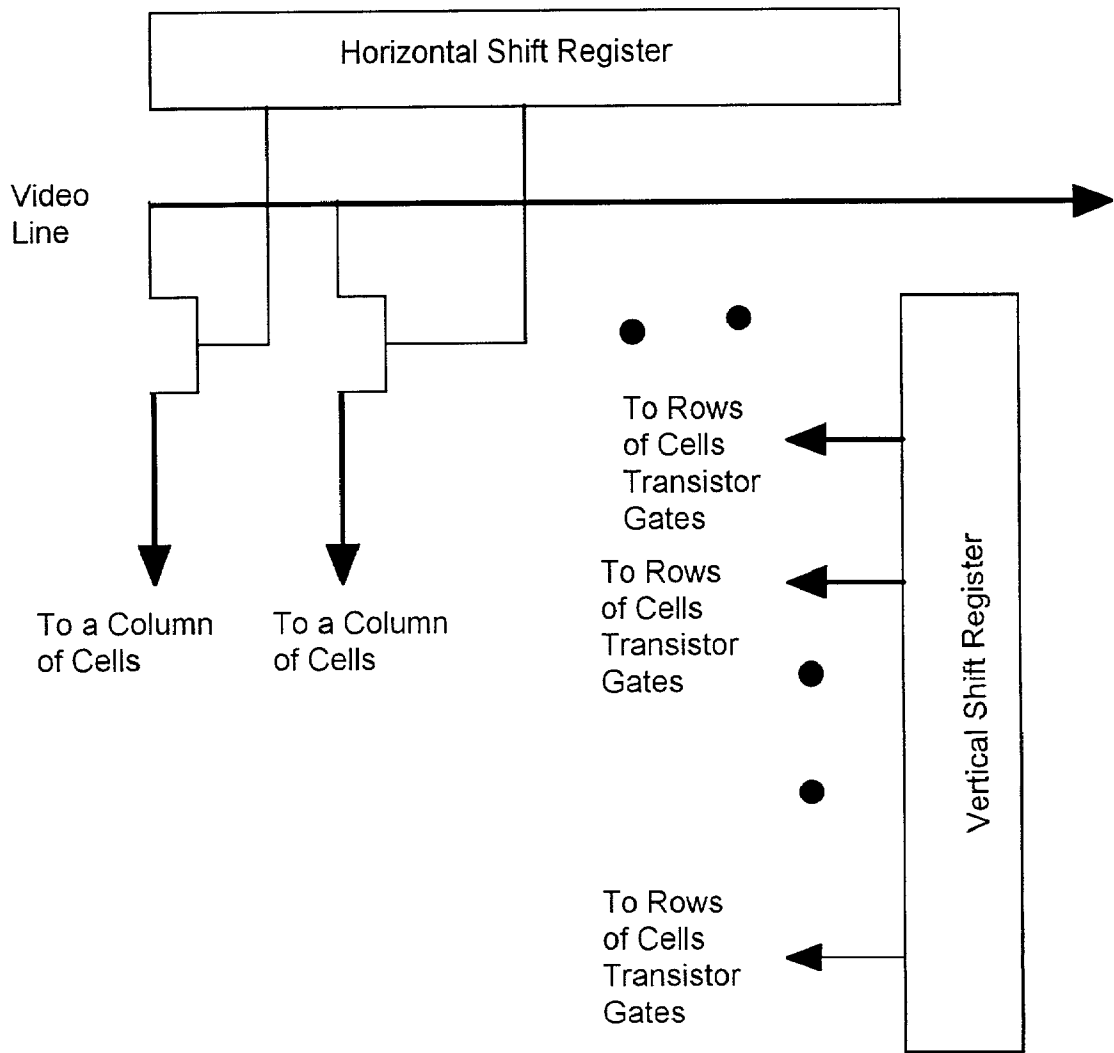 Horizontal Shift Register
Video
Line
To Rows
of Cells
Transistor
Gates
To Rows
of Cells
Transistor
Gates
To a Column
of Cells
To a Column
of Cells
Vertical Shift Register
To Rows
of Cells
Transistor
Gates